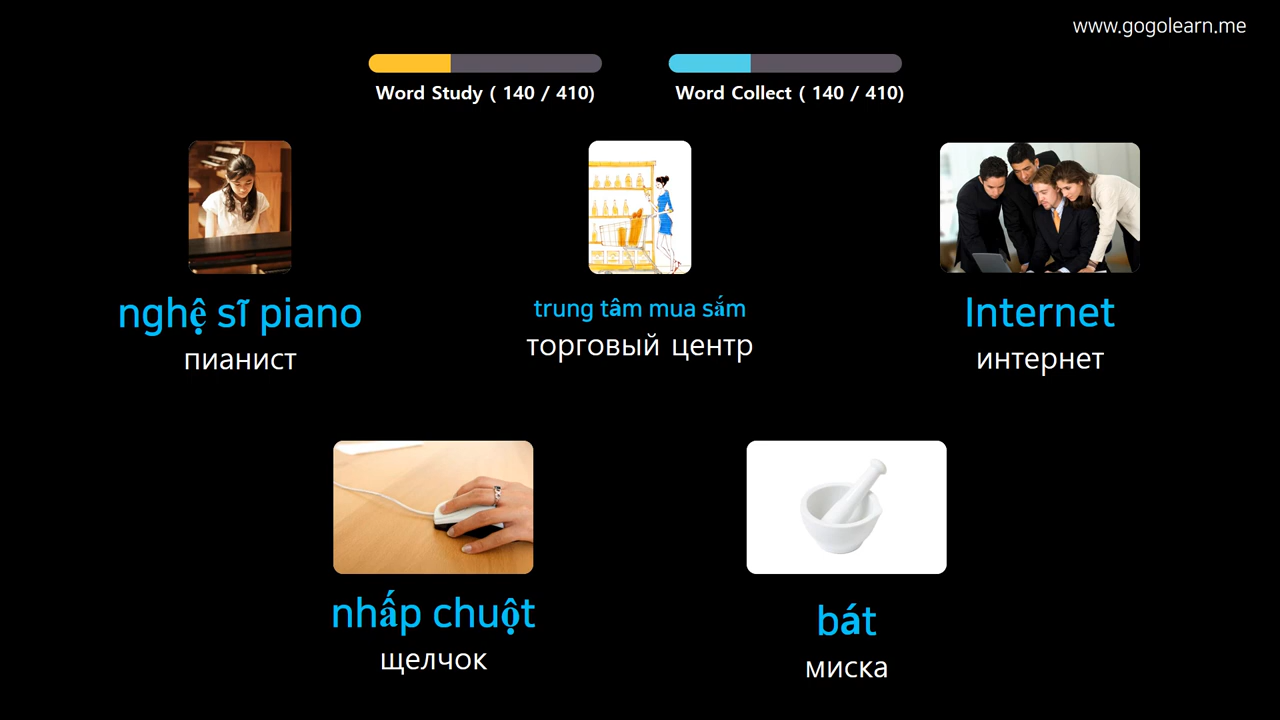 www.gogolearn.me
Word Study ( 140 / 410)
Word Collect ( 140 / 410)
nghệ sĩ piano
пианист
trung tâm mua sắm
торговый центр
Internet
интернет
nhấp chuột
щелчок
bát
миска